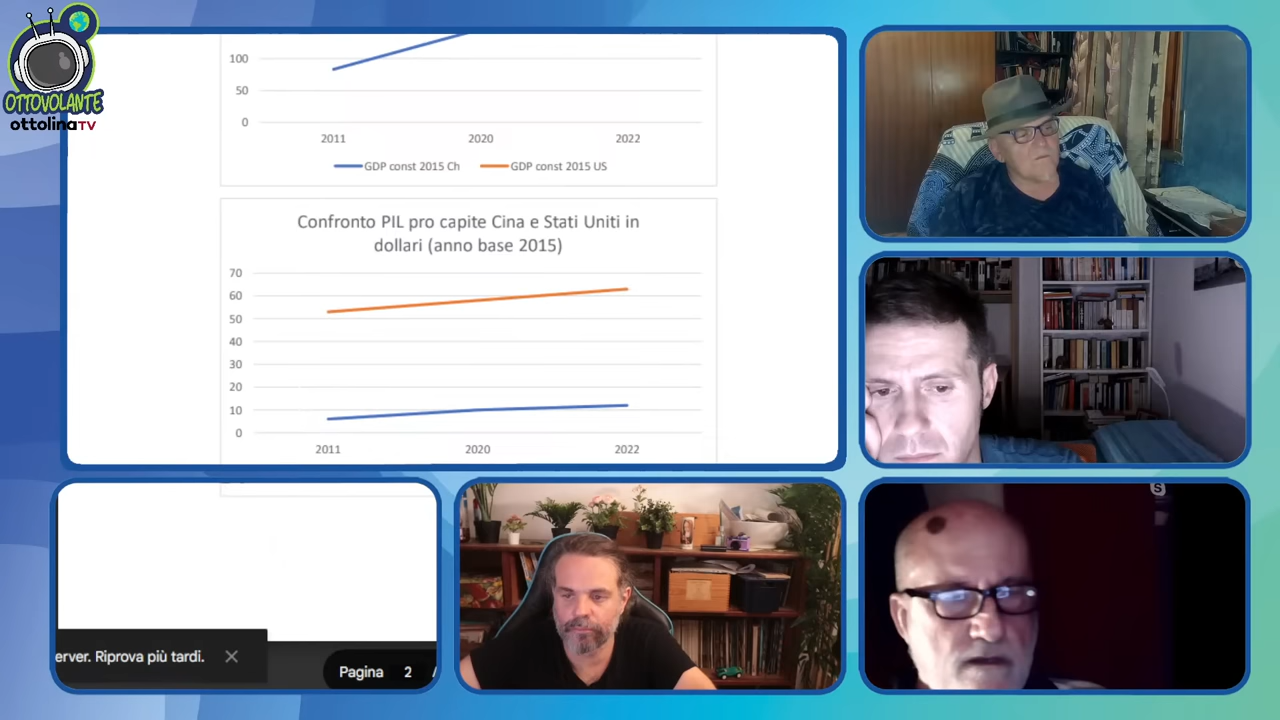 OTTOVOLANTE
ottolinaTV
100
50
0
2011
2020
2022
GDP const 2015 Ch
GDP const 2015 US
Confronto PIL pro capite Cina e Stati Uniti in
dollari (anno base 2015)
70
60
50
40
30
20
10
0
2011
2020
2022
erver. Riprova più tardi.
Pagina 2 /
S